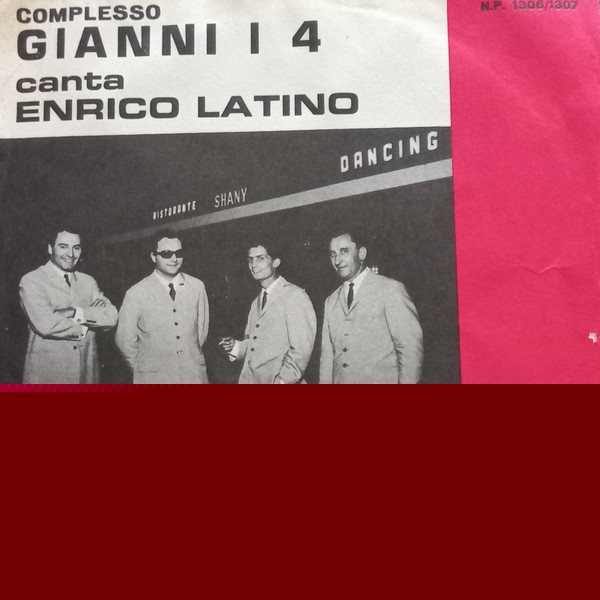 COMPLESSO
GIANNI I 4
canta
ENRICO LATINO
N.P. 1306/1307
RISTORANTE SHANY DANCING